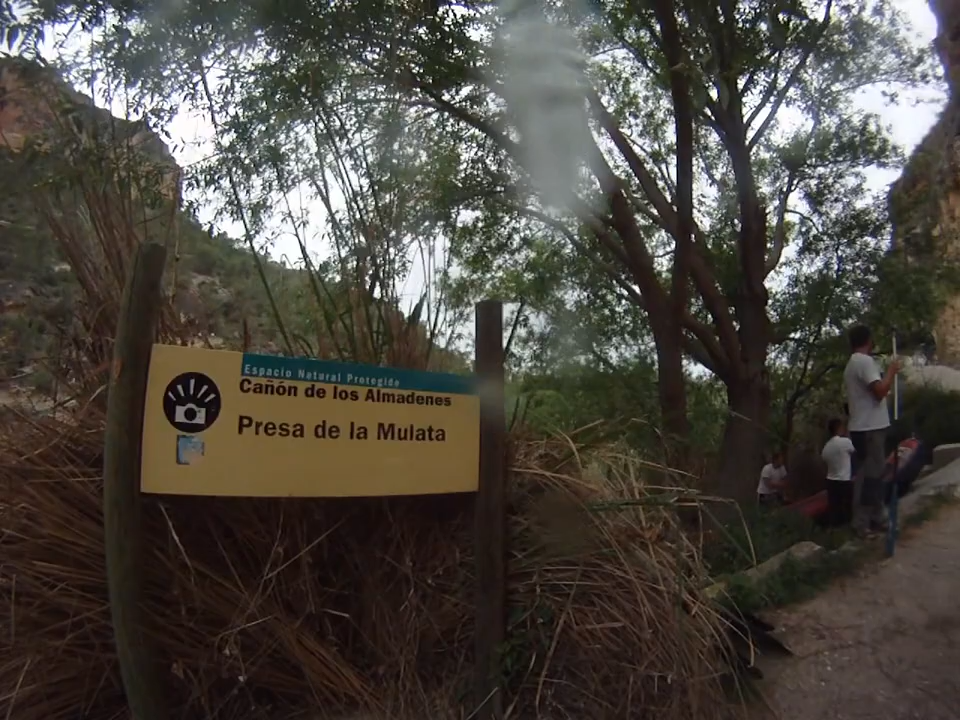 Espacio Natural Protegido
Cañón de los Almadenes
Presa de la Mulata